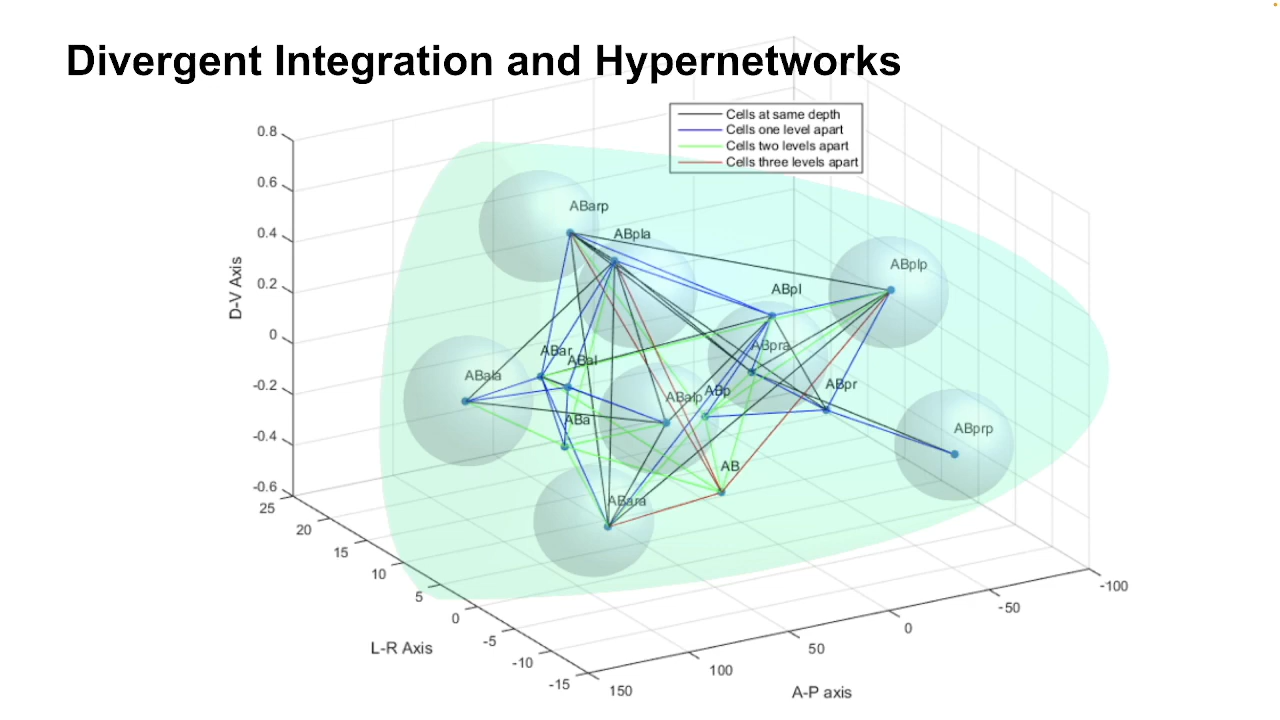 Divergent Integration and Hypernetworks
Cells at same depth
Cells one level apart
Cells two levels apart
Cells three levels apart
0.8
0.6
0.4
0.2
0
-0.2
-0.4
-0.6
D-V Axis
25
20
15
10
5
0
-5
-10
-15
L-R Axis
150
100
50
0
-50
-100
A-P axis
ABarp
ABpla
ABplp
ABpl
ABpra
ABar
ABal
ABala
ABalp
ABp
ABpr
ABa
ABprp
AB
ABara